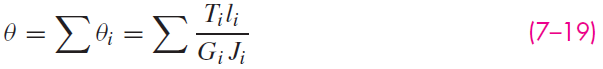 θ = ∑ θᵢ = ∑ Tᵢlᵢ / GᵢJᵢ (7–19)